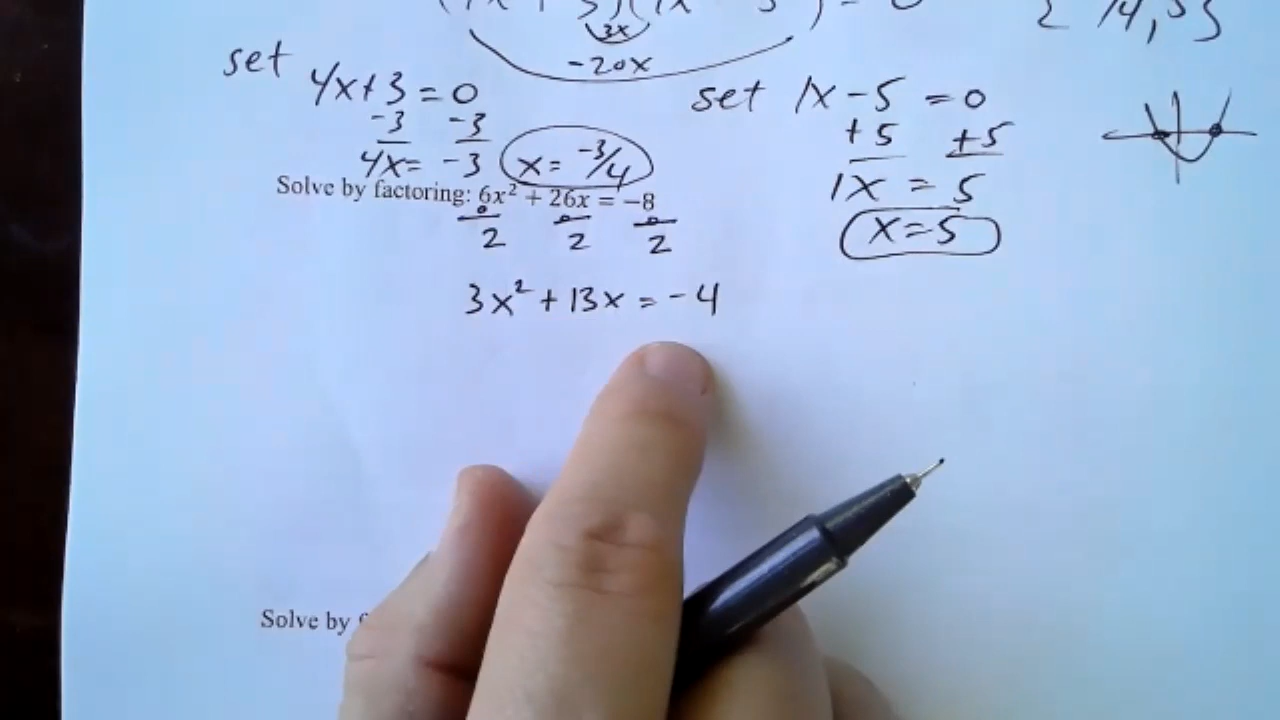 3x
-20x
set 4x+3=0
-3 -3
4x= -3 x= -3/4
set 1x-5 =0
+5 +5
1x = 5
x=5
Solve by factoring: 6x² + 26x = −8
2 2 2
3x²+13x=-4
Solve by